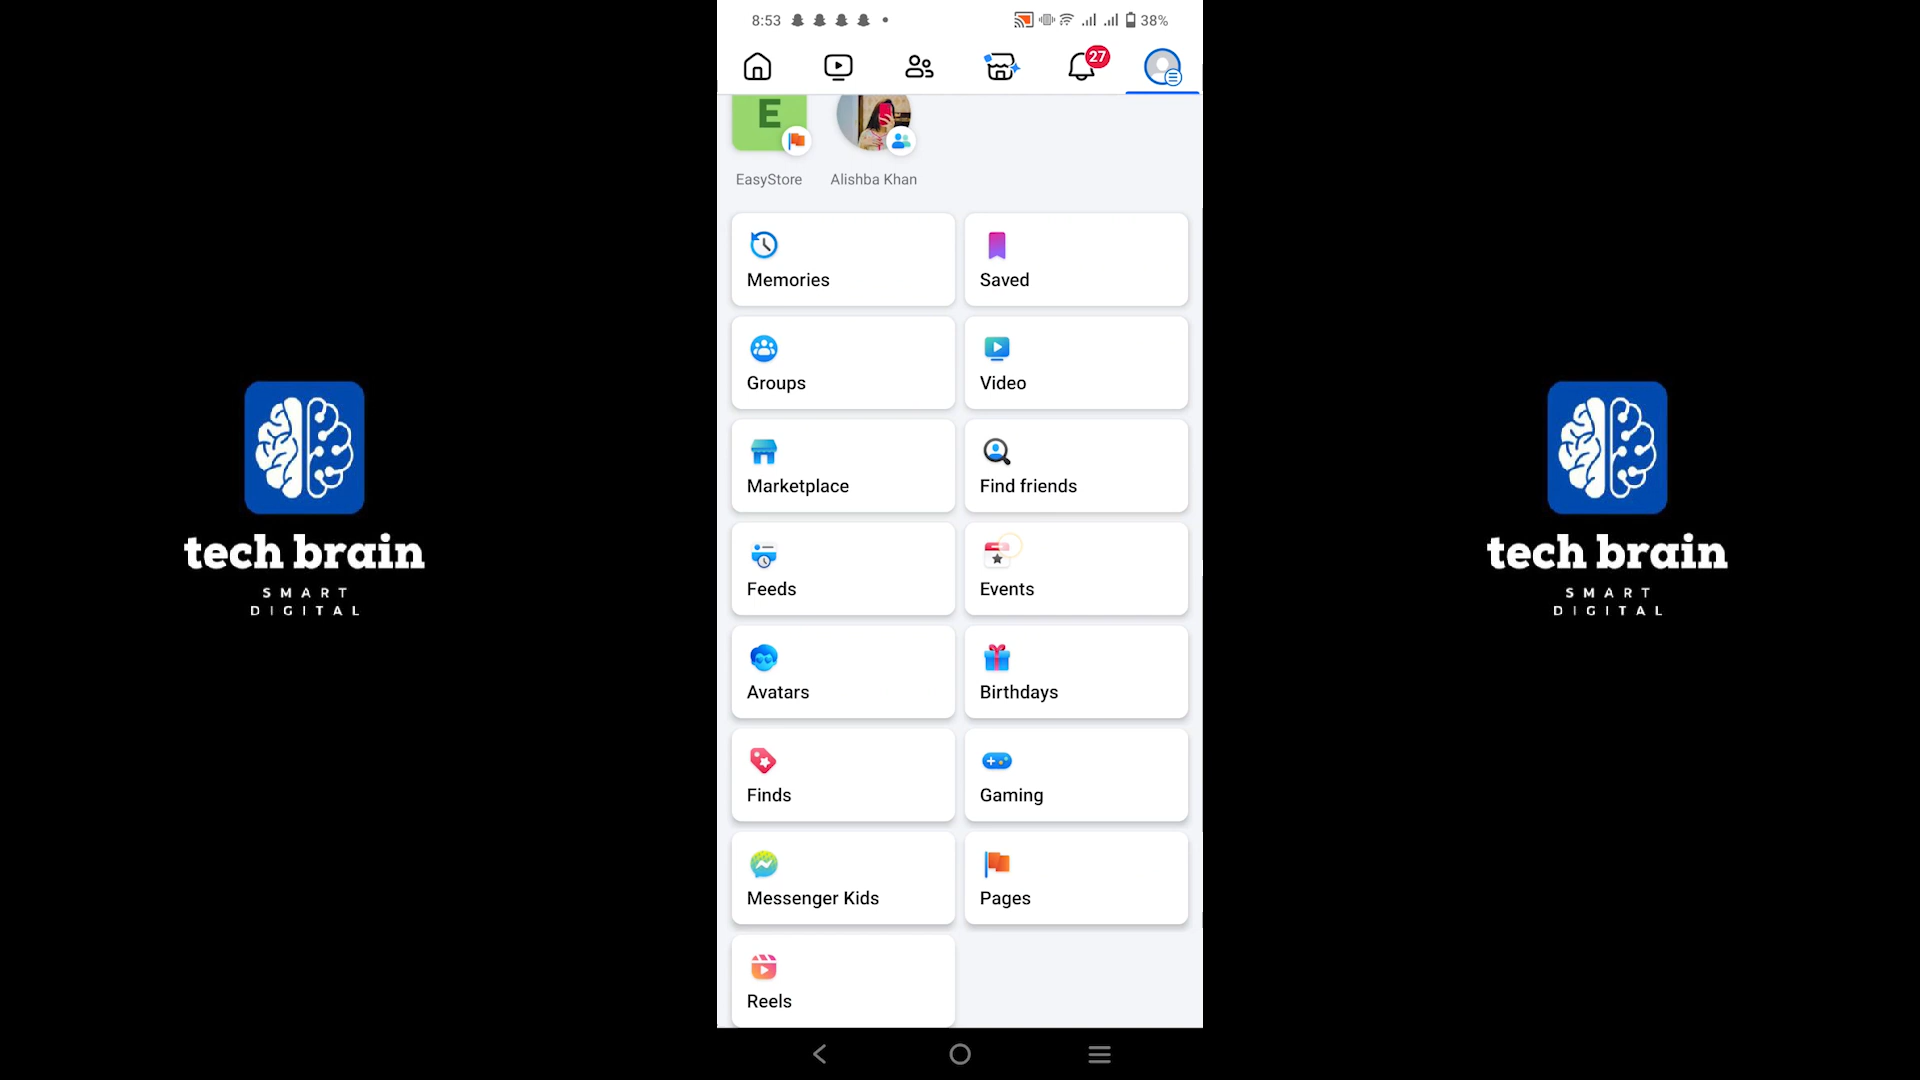 8:53
38%
27
E
EasyStore
Alishba Khan
Memories
Saved
Groups
Video
Marketplace
Find friends
Feeds
Events
Avatars
Birthdays
Finds
Gaming
Messenger Kids
Pages
Reels
tech brain
SMART
DIGITAL
tech brain
SMART
DIGITAL